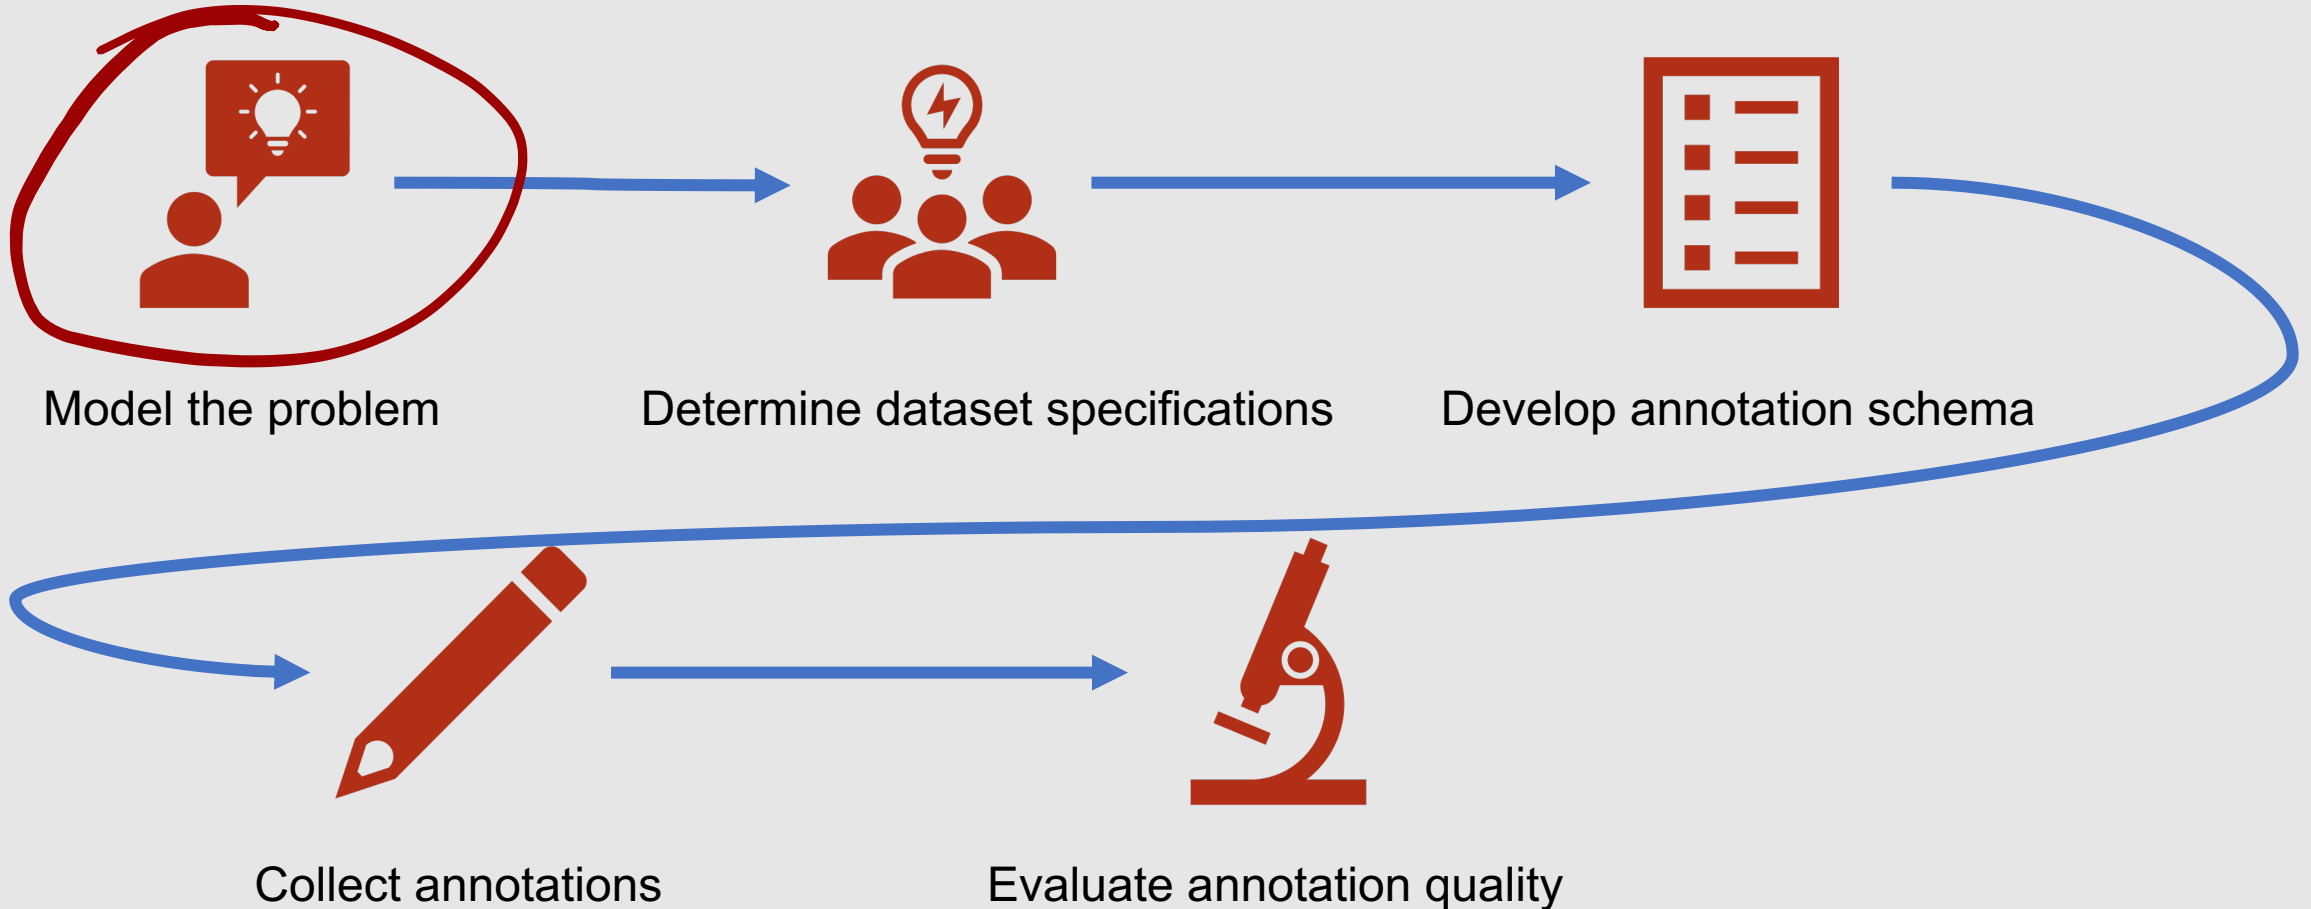 Model the problem
Determine dataset specifications
Develop annotation schema
Collect annotations
Evaluate annotation quality